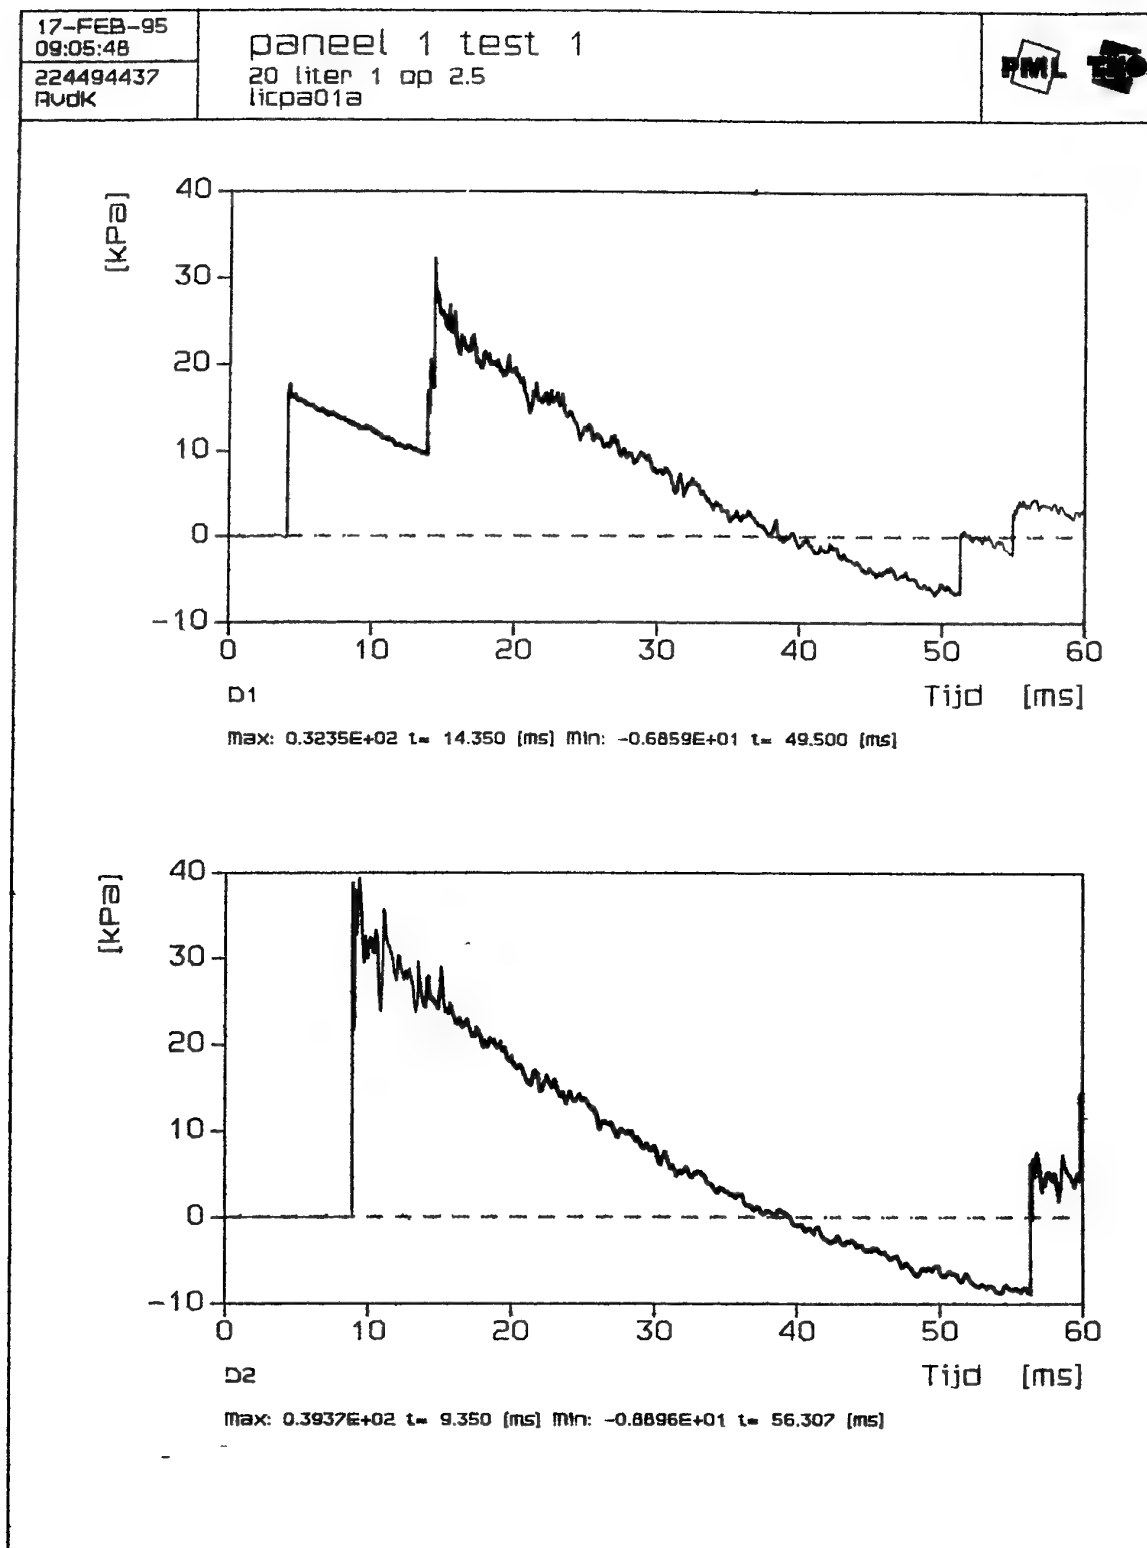 17-FEB-95
09:05:48
224494437
AvdK
paneel 1 test 1
20 liter 1 op 2.5
licpa01a
PML TNO
[kPa]
40
30
20
10
0
-10
0 10 20 30 40 50 60
D1
Tijd [ms]
Max: 0.3235E+02 t= 14.350 [ms] Min: -0.6859E+01 t= 49.500 [ms]
[kPa]
40
30
20
10
0
-10
0 10 20 30 40 50 60
D2
Tijd [ms]
Max: 0.3937E+02 t= 9.350 [ms] Min: -0.8896E+01 t= 56.307 [ms]